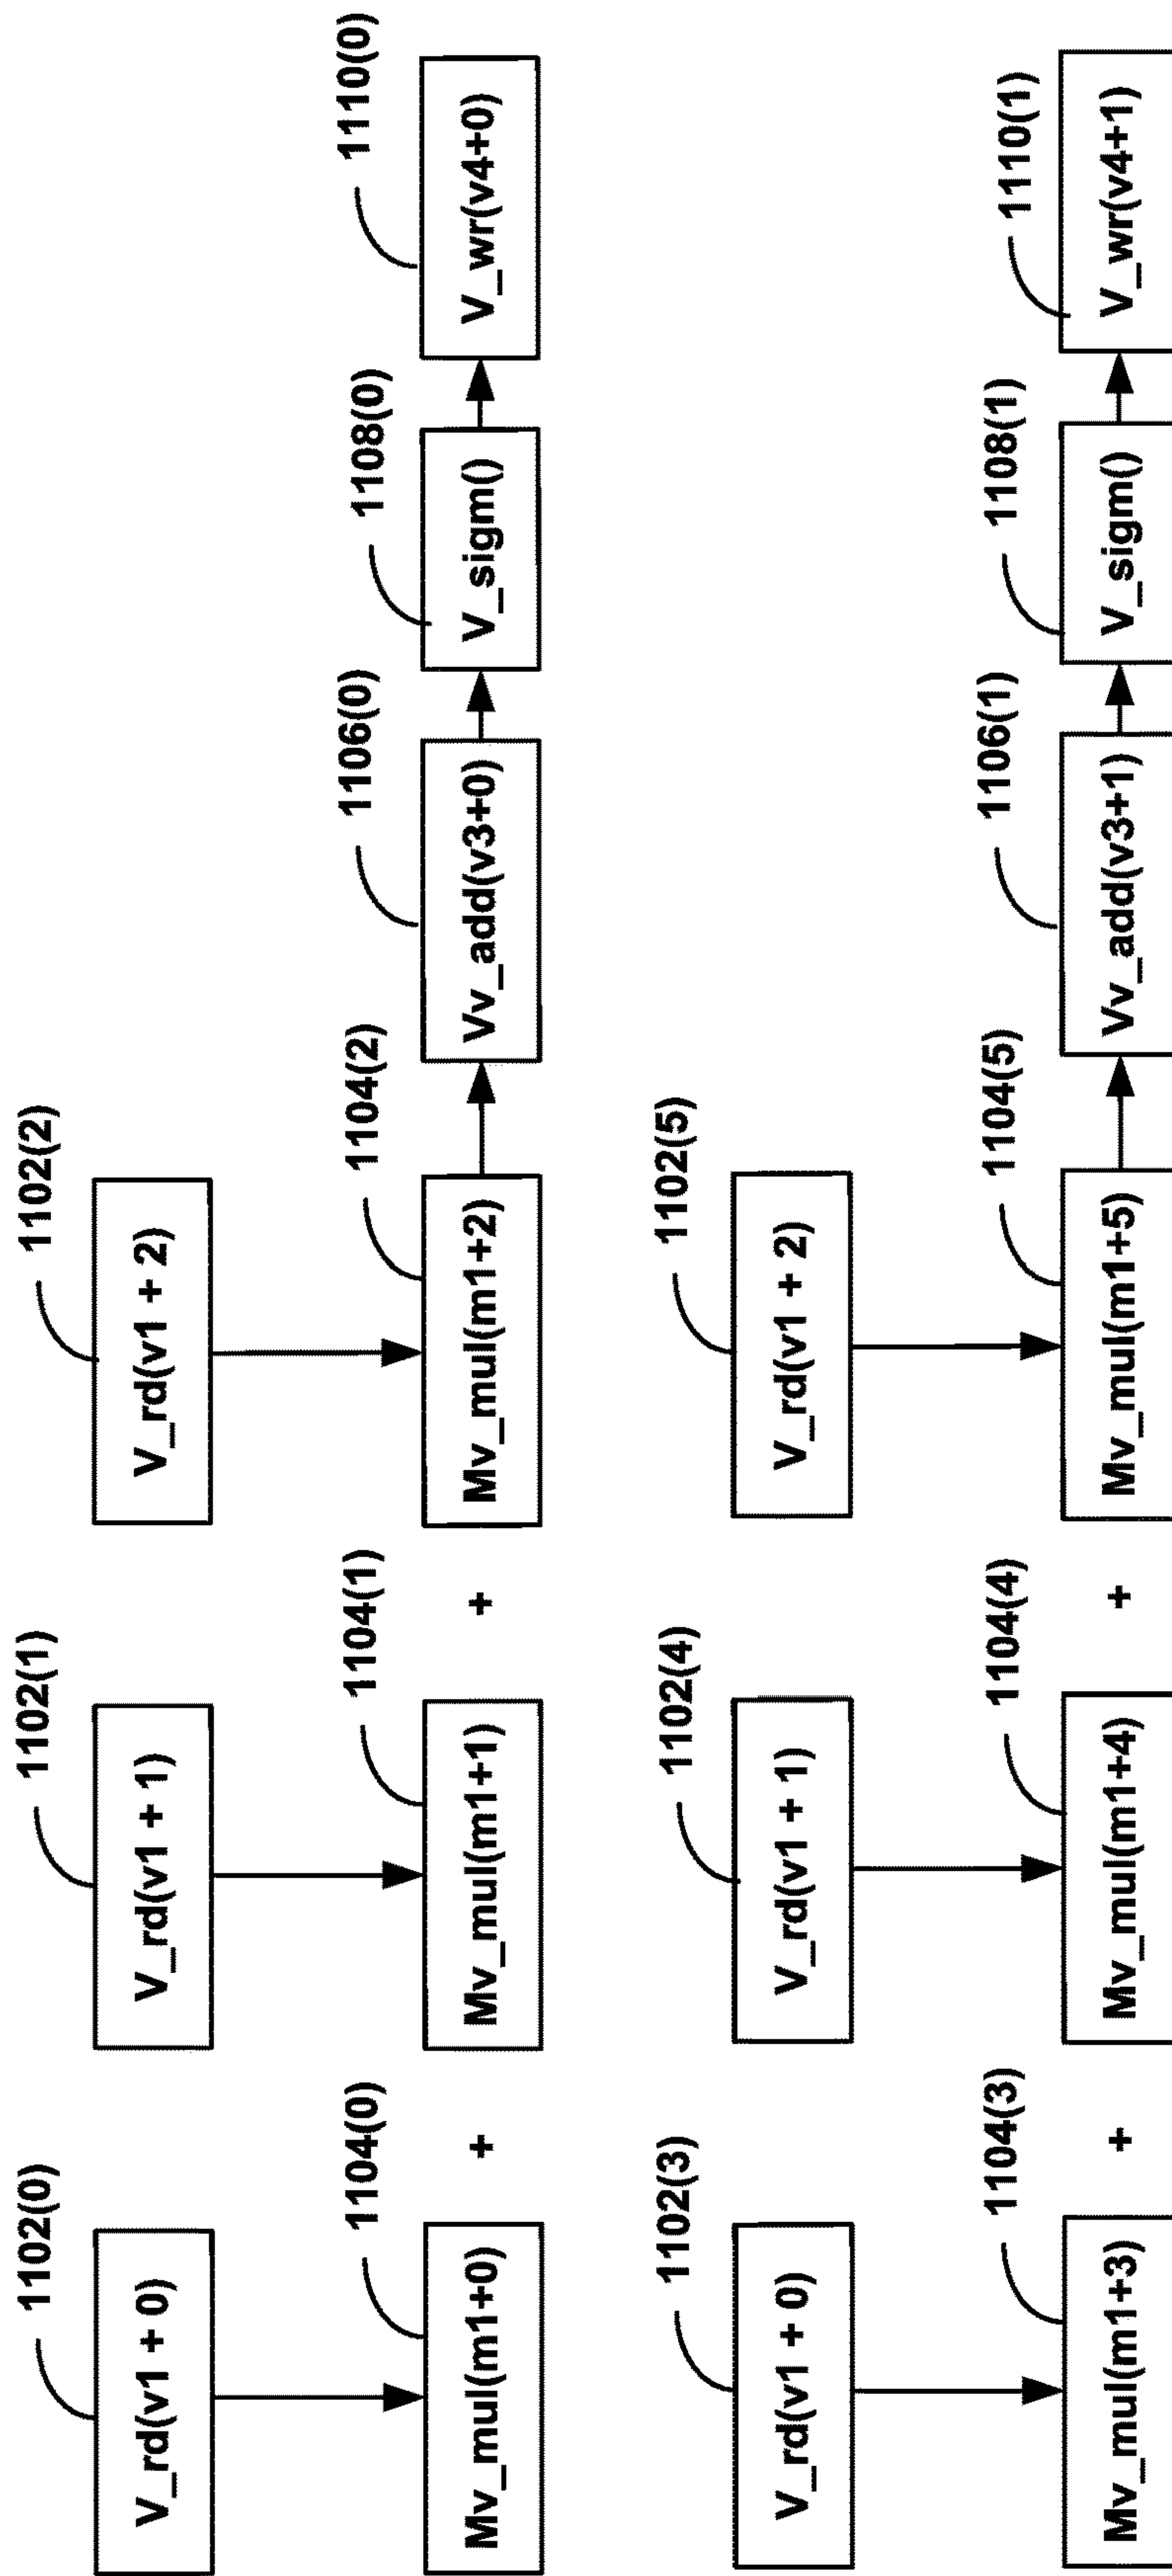 1102(0)
V_rd(v1 + 0)
1102(1)
V_rd(v1 + 1)
1102(2)
V_rd(v1 + 2)
1104(0)
Mv_mul(m1+0)
+
1104(1)
Mv_mul(m1+1)
+
1104(2)
Mv_mul(m1+2)
1106(0)
Vv_add(v3+0)
1108(0)
V_sigm()
1110(0)
V_wr(v4+0)
1102(3)
V_rd(v1 + 0)
1102(4)
V_rd(v1 + 1)
1102(5)
V_rd(v1 + 2)
1104(3)
Mv_mul(m1+3)
+
1104(4)
Mv_mul(m1+4)
+
1104(5)
Mv_mul(m1+5)
1106(1)
Vv_add(v3+1)
1108(1)
V_sigm()
1110(1)
V_wr(v4+1)